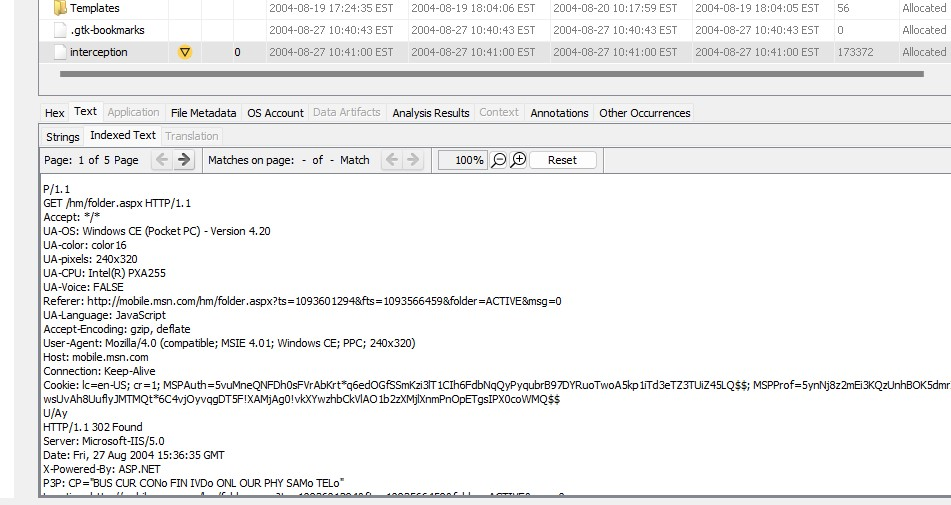 Templates 2004-08-19 17:24:35 EST 2004-08-19 18:04:06 EST 2004-08-20 10:17:59 EST 2004-08-19 18:04:05 EST 56 Allocated
.gtk-bookmarks 2004-08-27 10:40:43 EST 2004-08-27 10:40:43 EST 2004-08-27 10:40:43 EST 2004-08-27 10:40:43 EST 0 Allocated
interception 0 2004-08-27 10:41:00 EST 2004-08-27 10:41:00 EST 2004-08-27 10:41:00 EST 2004-08-27 10:41:00 EST 173372 Allocated
Hex Text Application File Metadata OS Account Data Artifacts Analysis Results Context Annotations Other Occurrences
Strings Indexed Text Translation
Page: 1 of 5 Page Matches on page: - of - Match 100% Reset
P/1.1
GET /hm/folder.aspx HTTP/1.1
Accept: */*
UA-OS: Windows CE (Pocket PC) - Version 4.20
UA-color: color16
UA-pixels: 240x320
UA-CPU: Intel(R) PXA255
UA-Voice: FALSE
Referer: http://mobile.msn.com/hm/folder.aspx?ts=1093601294&fts=1093566459&folder=ACTIVE&msg=0
UA-Language: JavaScript
Accept-Encoding: gzip, deflate
User-Agent: Mozilla/4.0 (compatible; MSIE 4.01; Windows CE; PPC; 240x320)
Host: mobile.msn.com
Connection: Keep-Alive
Cookie: lc=en-US; cr=1; MSPAuth=5vuMneQNFDh0sFVrAbKrt*q6edOGfSSmKzi3lT1CIh6FdbNqQyPyqubrB97DYRuoTwoA5kp1iTd3eTZ3TUiZ45LQ$$; MSPProf=5ynNj8z2mEi3KQzUnhBOK5dmr
wsUvAh8UuflyJMTMQt*6C4vjOyvqgDT5F!XAMjAg0!vkXYwzhbCkVlAO1b2zXMjlXnmPnOpETgsIPX0coWMQ$$
U/Ay
HTTP/1.1 302 Found
Server: Microsoft-IIS/5.0
Date: Fri, 27 Aug 2004 15:36:35 GMT
X-Powered-By: ASP.NET
P3P: CP="BUS CUR CONo FIN IVDo ONL OUR PHY SAMo TELo"